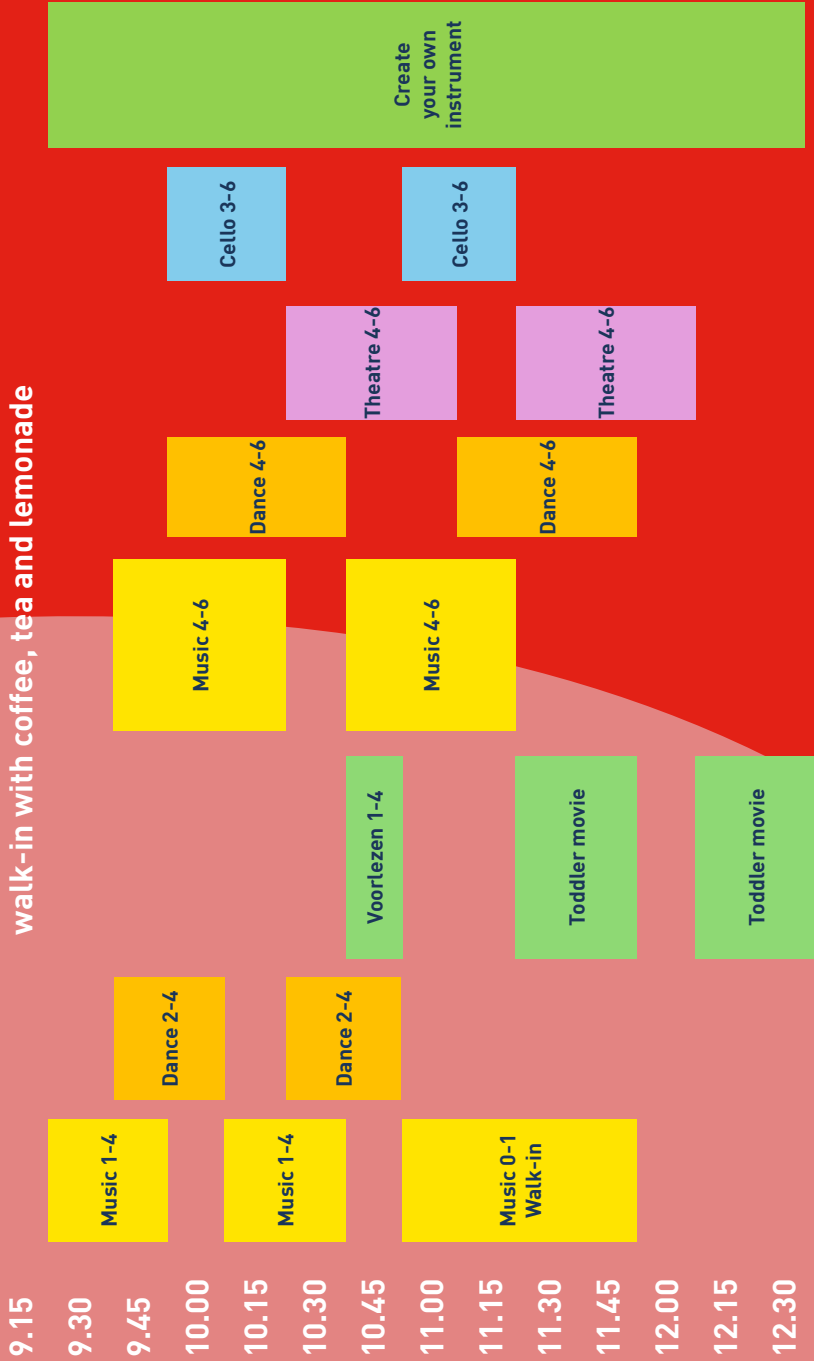 walk-in with coffee, tea and lemonade
Create
your own
instrument
Cello 3-6
Cello 3-6
Theatre 4-6
Theatre 4-6
Dance 4-6
Dance 4-6
Music 4-6
Music 4-6
Voorlezen 1-4
Toddler movie
Toddler movie
Dance 2-4
Dance 2-4
Music 1-4
Music 1-4
Music 0-1
Walk-in
9.15
9.30
9.45
10.00
10.15
10.30
10.45
11.00
11.15
11.30
11.45
12.00
12.15
12.30